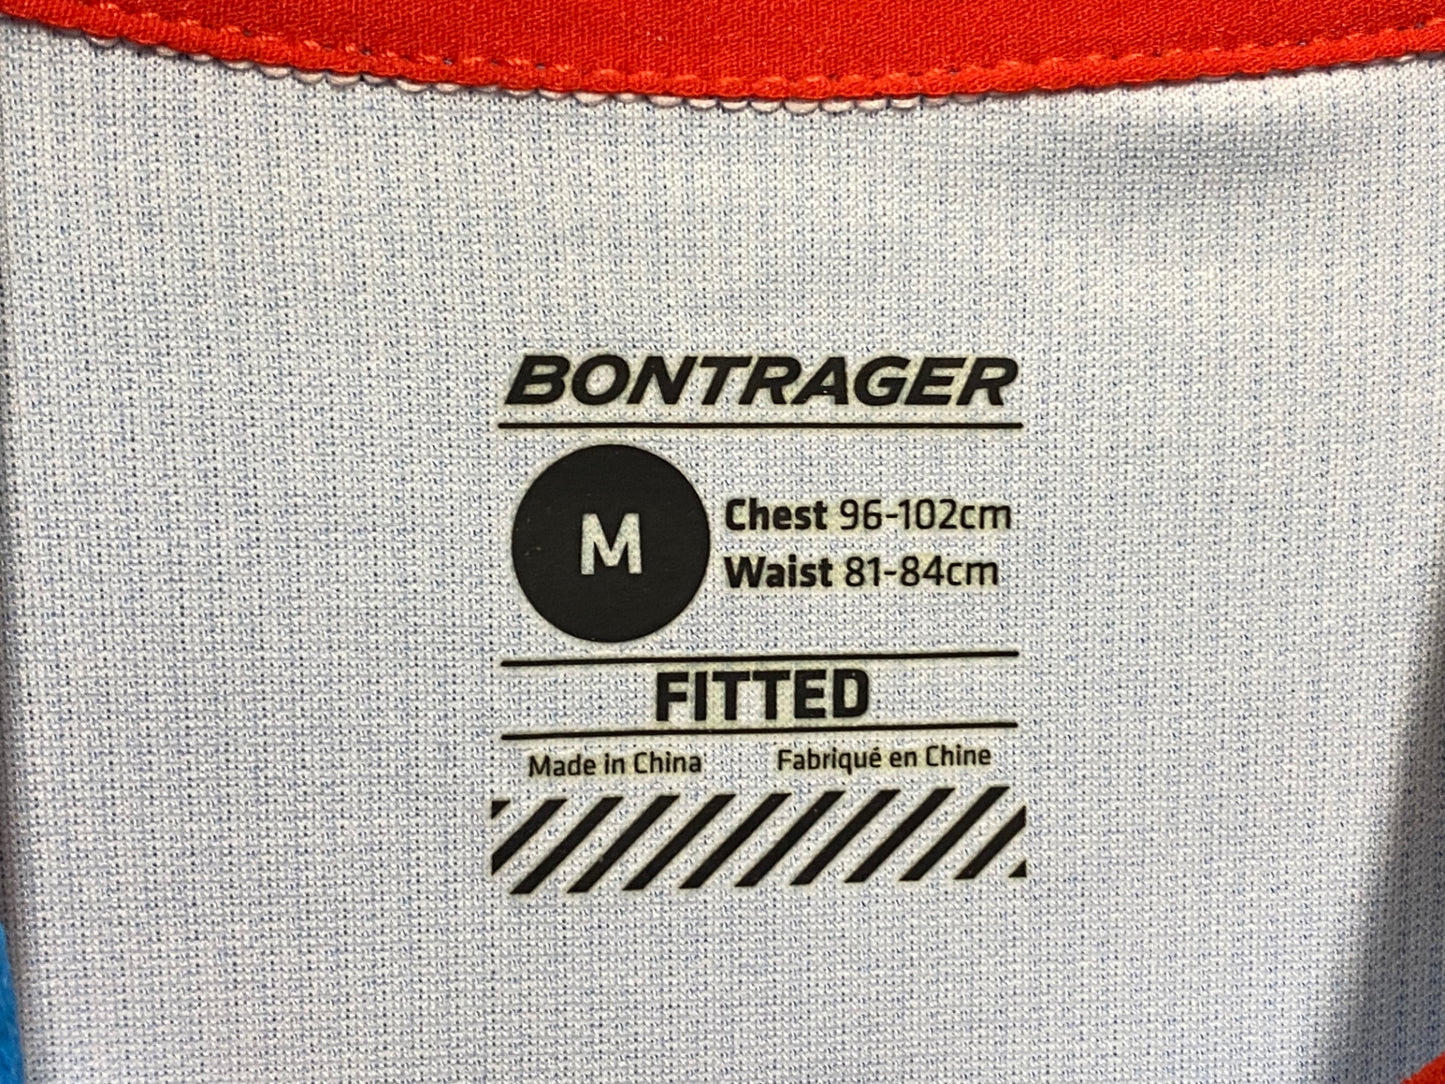 BONTRAGER
M
Chest 96-102cm
Waist 81-84cm
FITTED
Made in China Fabriqué en Chine